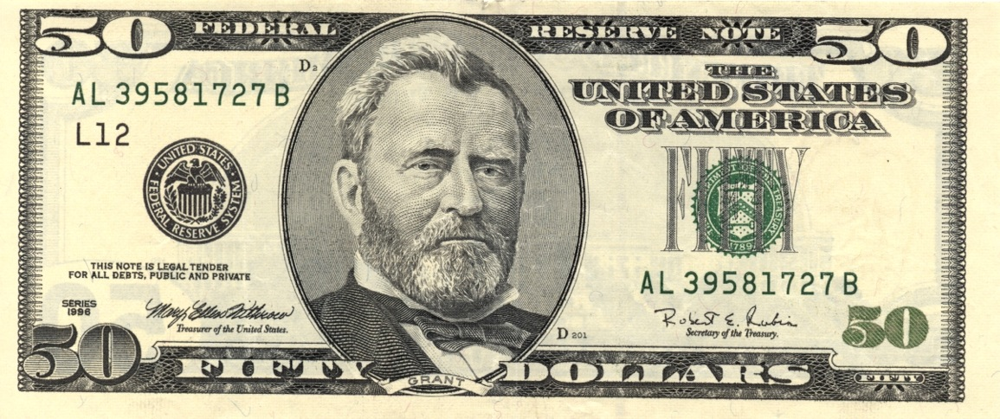 50 FEDERAL RESERVE NOTE 50
D2
THE
UNITED STATES
OF AMERICA
AL 39581727 B
L12
UNITED STATES
FEDERAL RESERVE SYSTEM
FIFTY
1789
THIS NOTE IS LEGAL TENDER
FOR ALL DEBTS, PUBLIC AND PRIVATE
AL 39581727 B
SERIES
1996
Treasurer of the United States.
D 201
Robert E. Rubin
Secretary of the Treasury.
50
50 FIFTY GRANT DOLLARS FIFTY